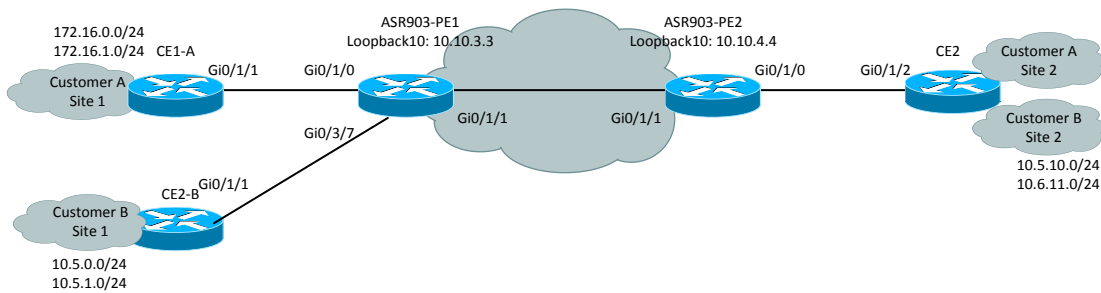 172.16.0.0/24
172.16.1.0/24
CE1-A
Gi0/1/1
Customer A
Site 1
ASR903-PE1
Loopback10: 10.10.3.3
Gi0/1/0
Gi0/1/1
Gi0/3/7
ASR903-PE2
Loopback10: 10.10.4.4
Gi0/1/0
Gi0/1/1
CE2
Gi0/1/2
Customer A
Site 2
Customer B
Site 2
10.5.10.0/24
10.6.11.0/24
Gi0/1/1
CE2-B
Customer B
Site 1
10.5.0.0/24
10.5.1.0/24